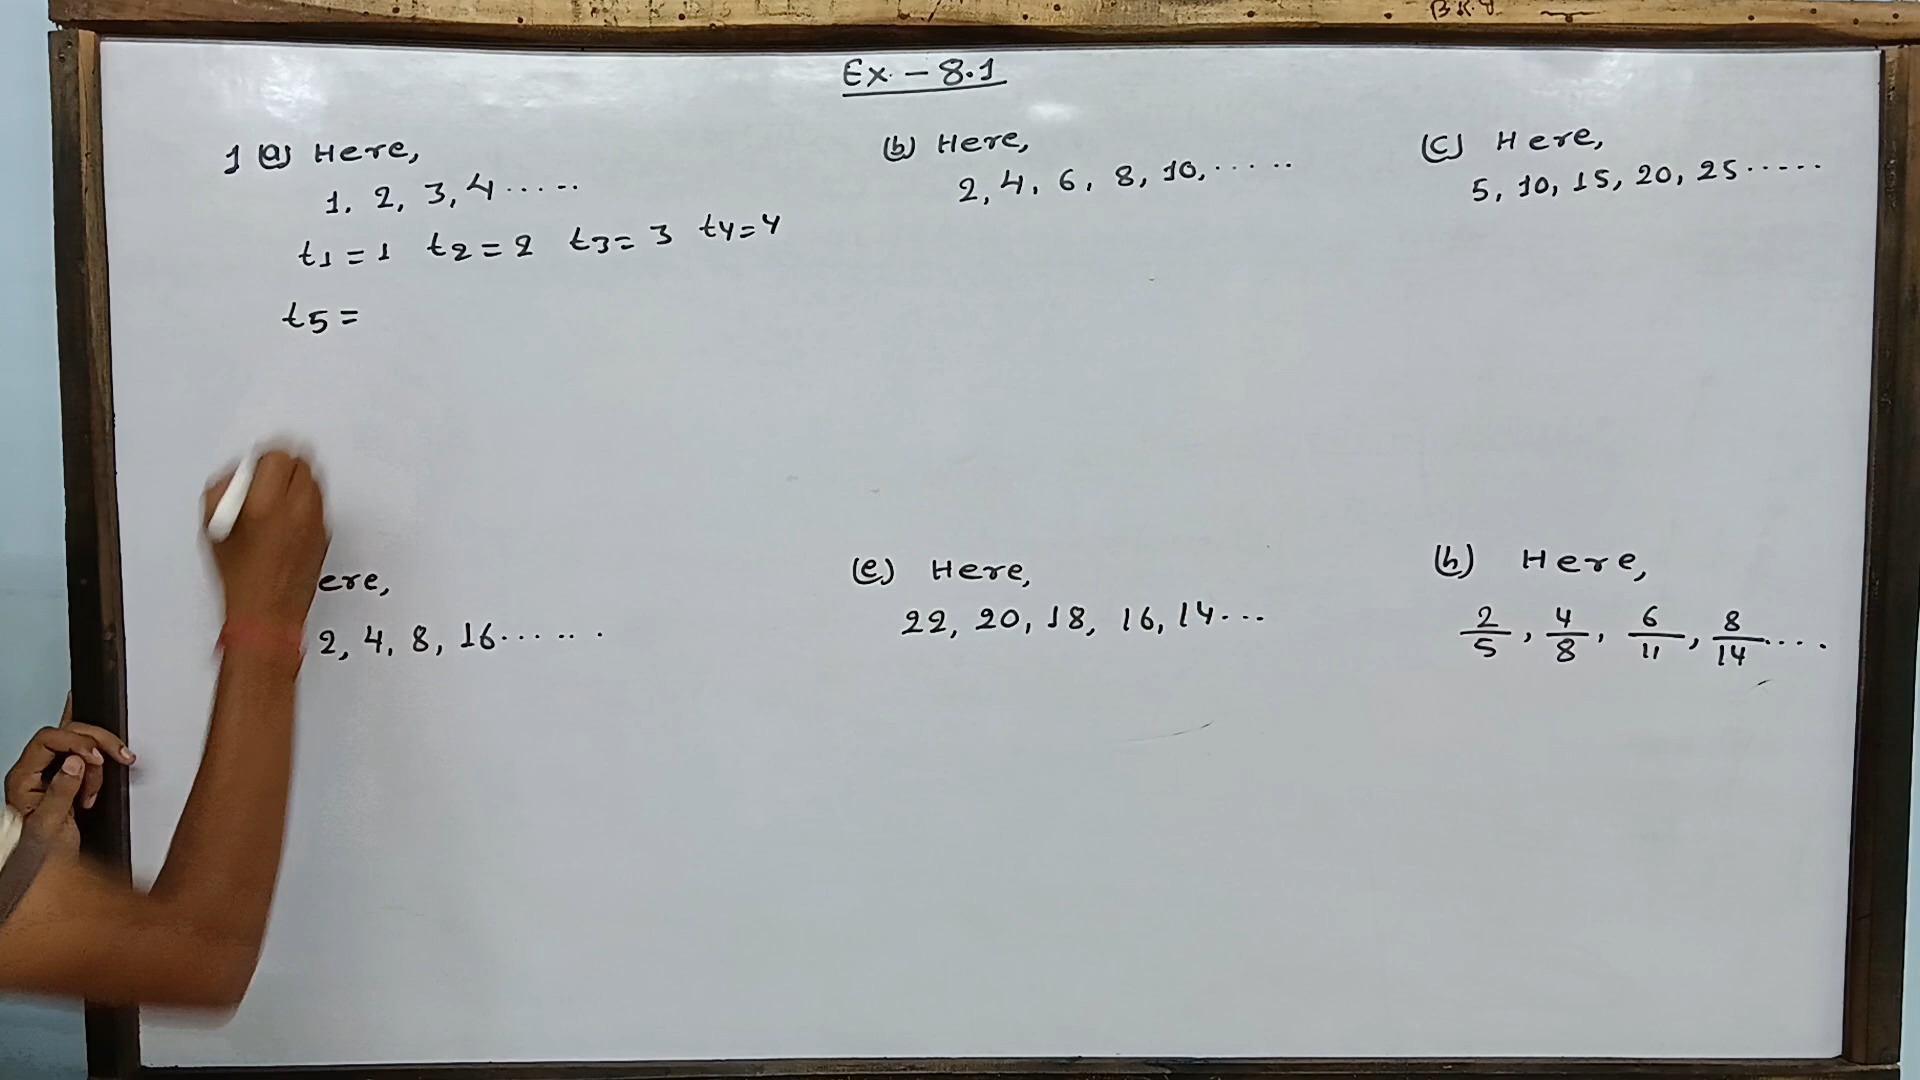 B.K.Y
Ex. – 8.1
1 (a) Here,
1, 2, 3, 4 .....
t1 = 1 t2 = 2 t3 = 3 t4 = 4
t5 =
(b) Here,
2, 4, 6, 8, 10, .....
(c) Here,
5, 10, 15, 20, 25 .....
ere,
2, 4, 8, 16 ......
(e) Here,
22, 20, 18, 16, 14 ...
(h) Here,
2/5, 4/8, 6/11, 8/14 ....